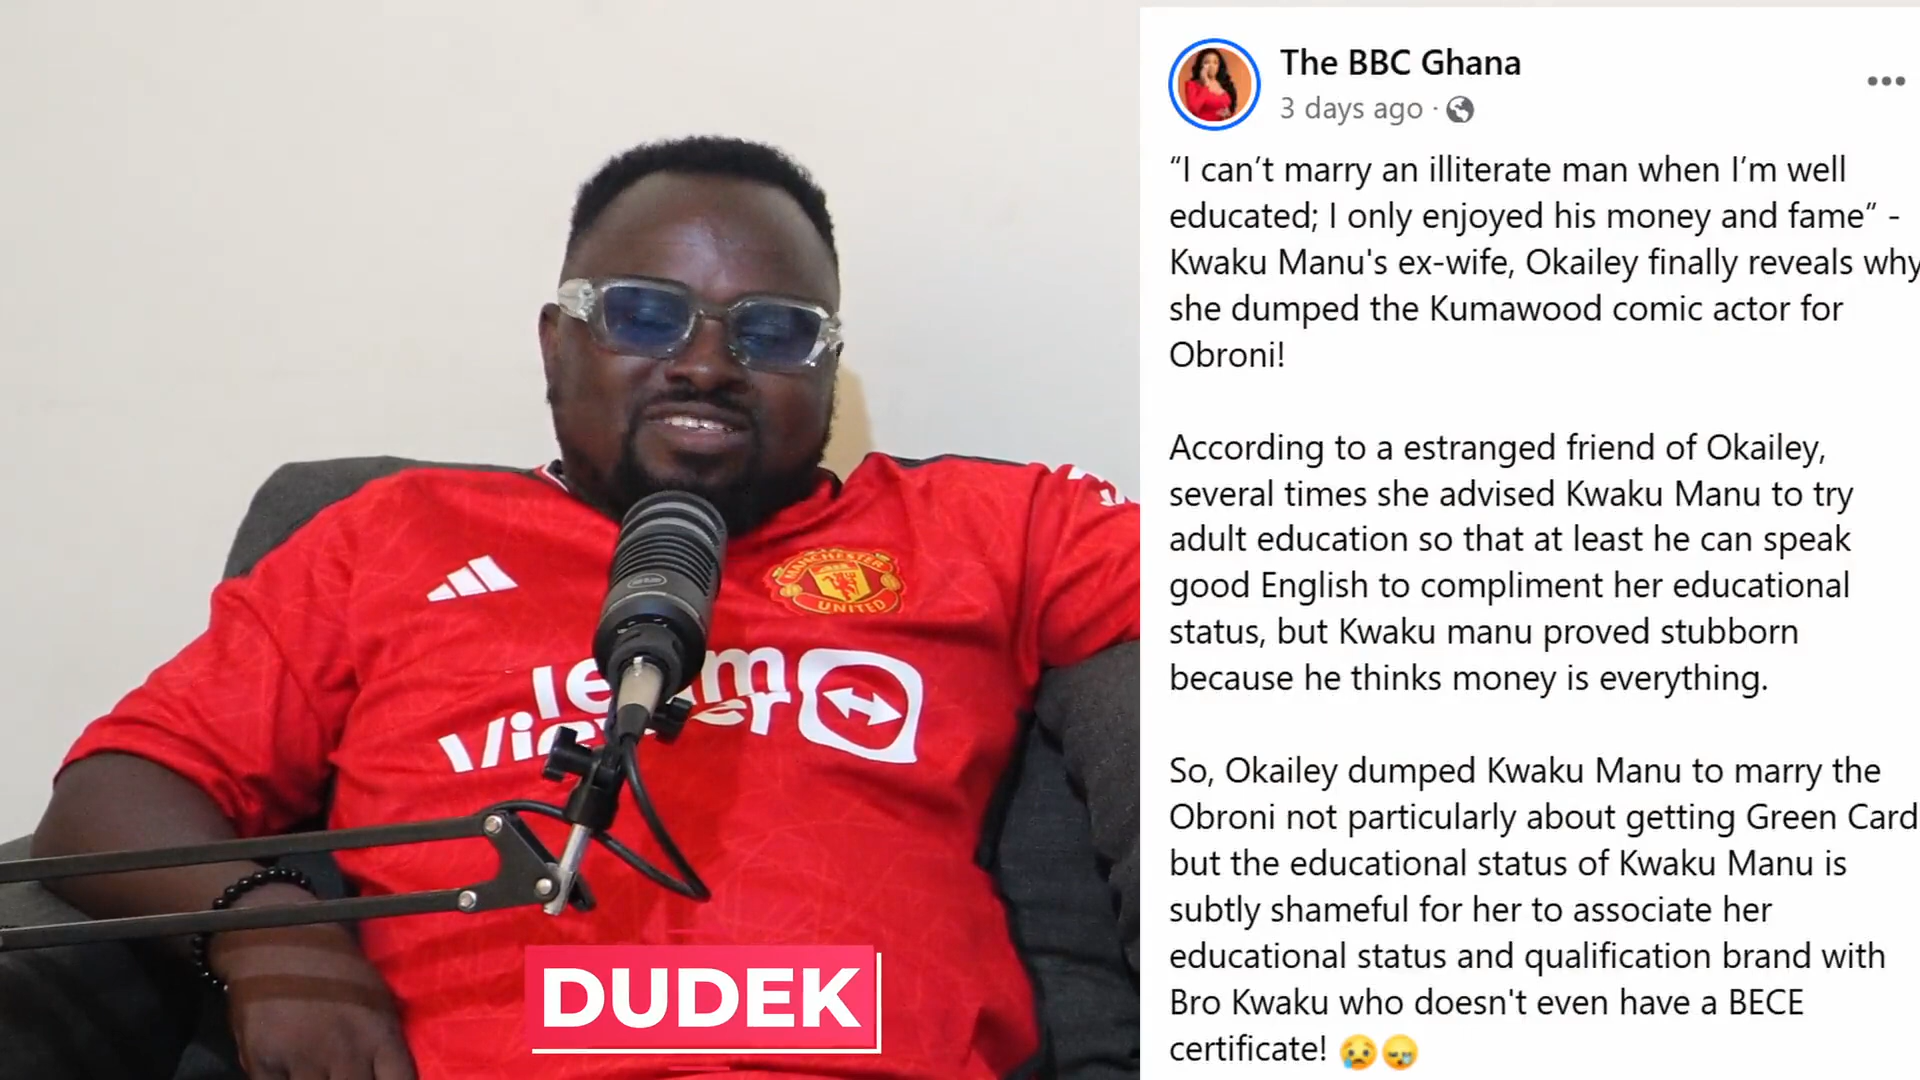 The BBC Ghana
3 days ago ·
“I can’t marry an illiterate man when I’m well
educated; I only enjoyed his money and fame” -
Kwaku Manu's ex-wife, Okailey finally reveals why
she dumped the Kumawood comic actor for
Obroni!
According to a estranged friend of Okailey,
several times she advised Kwaku Manu to try
adult education so that at least he can speak
good English to compliment her educational
status, but Kwaku manu proved stubborn
because he thinks money is everything.
So, Okailey dumped Kwaku Manu to marry the
Obroni not particularly about getting Green Card
but the educational status of Kwaku Manu is
subtly shameful for her to associate her
educational status and qualification brand with
Bro Kwaku who doesn't even have a BECE
certificate! 😢😪
MANCHESTER
UNITED
Team
Viewer
DUDEK